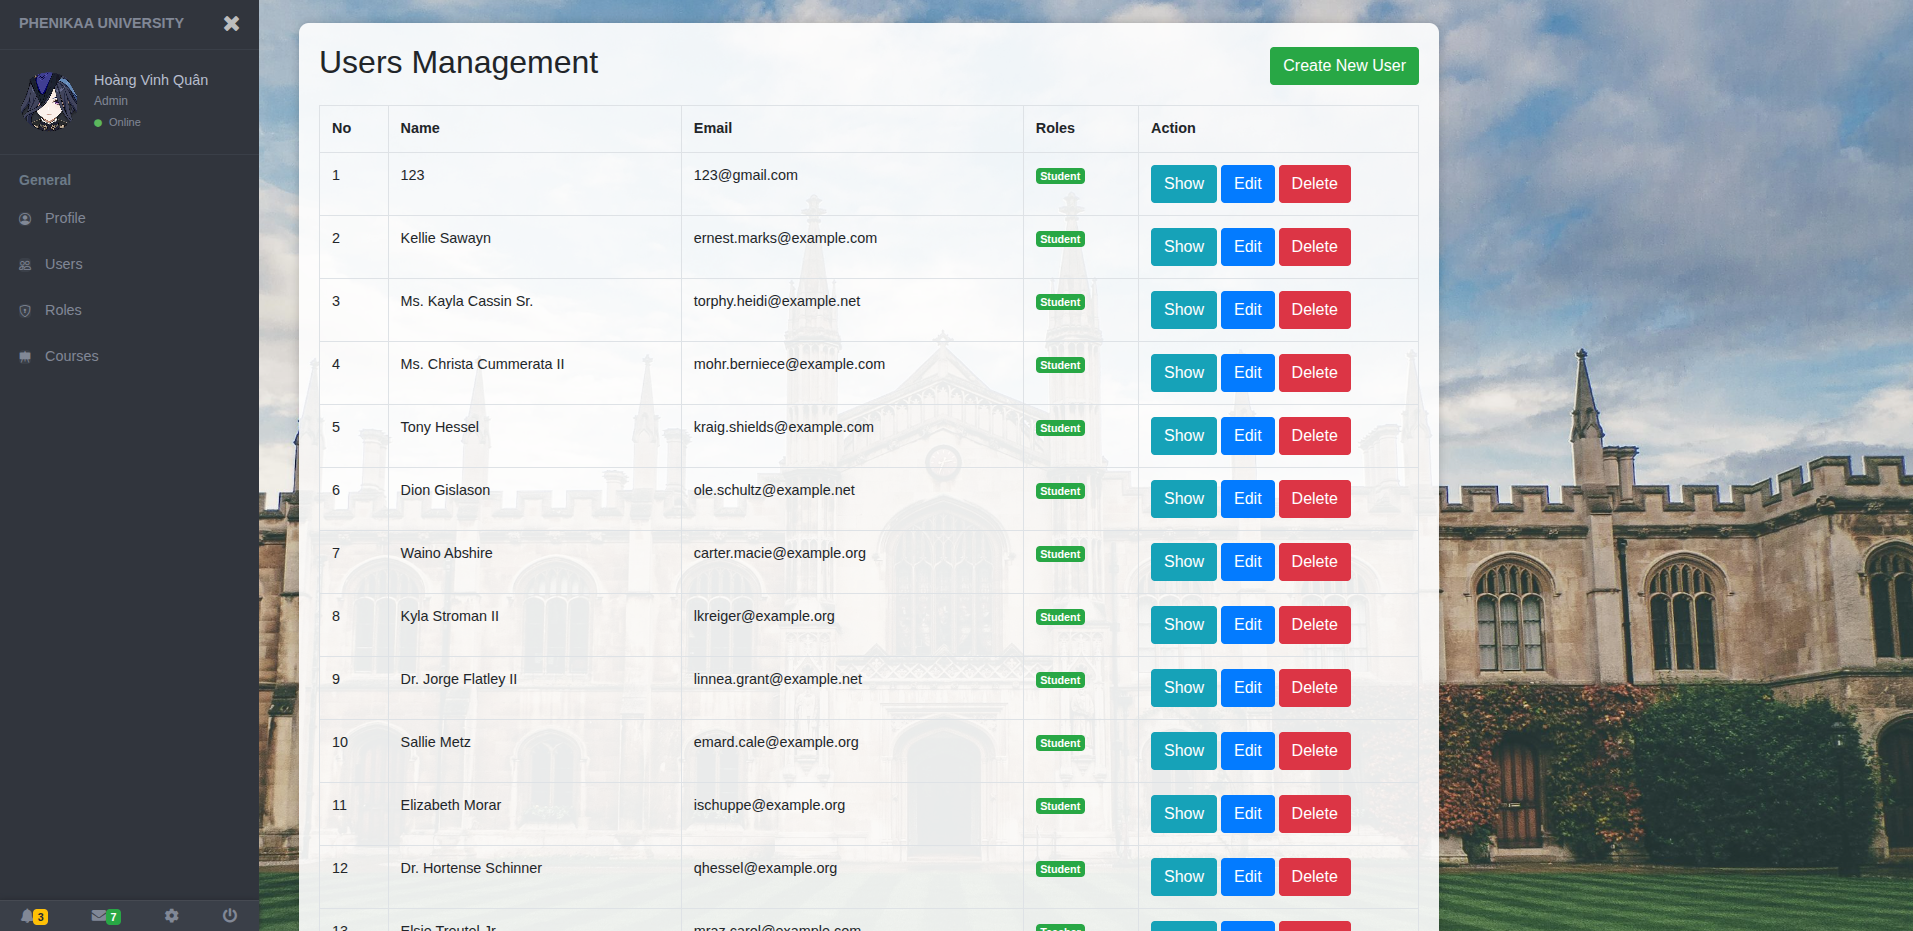 PHENIKAA UNIVERSITY
Hoàng Vinh Quân
Admin
Online
General
Profile
Users
Roles
Courses
3 7
Users Management
Create New User
No Name Email Roles Action
1 123 123@gmail.com Student Show Edit Delete
2 Kellie Sawayn ernest.marks@example.com Student Show Edit Delete
3 Ms. Kayla Cassin Sr. torphy.heidi@example.net Student Show Edit Delete
4 Ms. Christa Cummerata II mohr.berniece@example.com Student Show Edit Delete
5 Tony Hessel kraig.shields@example.com Student Show Edit Delete
6 Dion Gislason ole.schultz@example.net Student Show Edit Delete
7 Waino Abshire carter.macie@example.org Student Show Edit Delete
8 Kyla Stroman II lkreiger@example.org Student Show Edit Delete
9 Dr. Jorge Flatley II linnea.grant@example.net Student Show Edit Delete
10 Sallie Metz emard.cale@example.org Student Show Edit Delete
11 Elizabeth Morar ischuppe@example.org Student Show Edit Delete
12 Dr. Hortense Schinner qhessel@example.org Student Show Edit Delete
13 Elsie Treutel Jr. mraz.carol@example.com Teacher